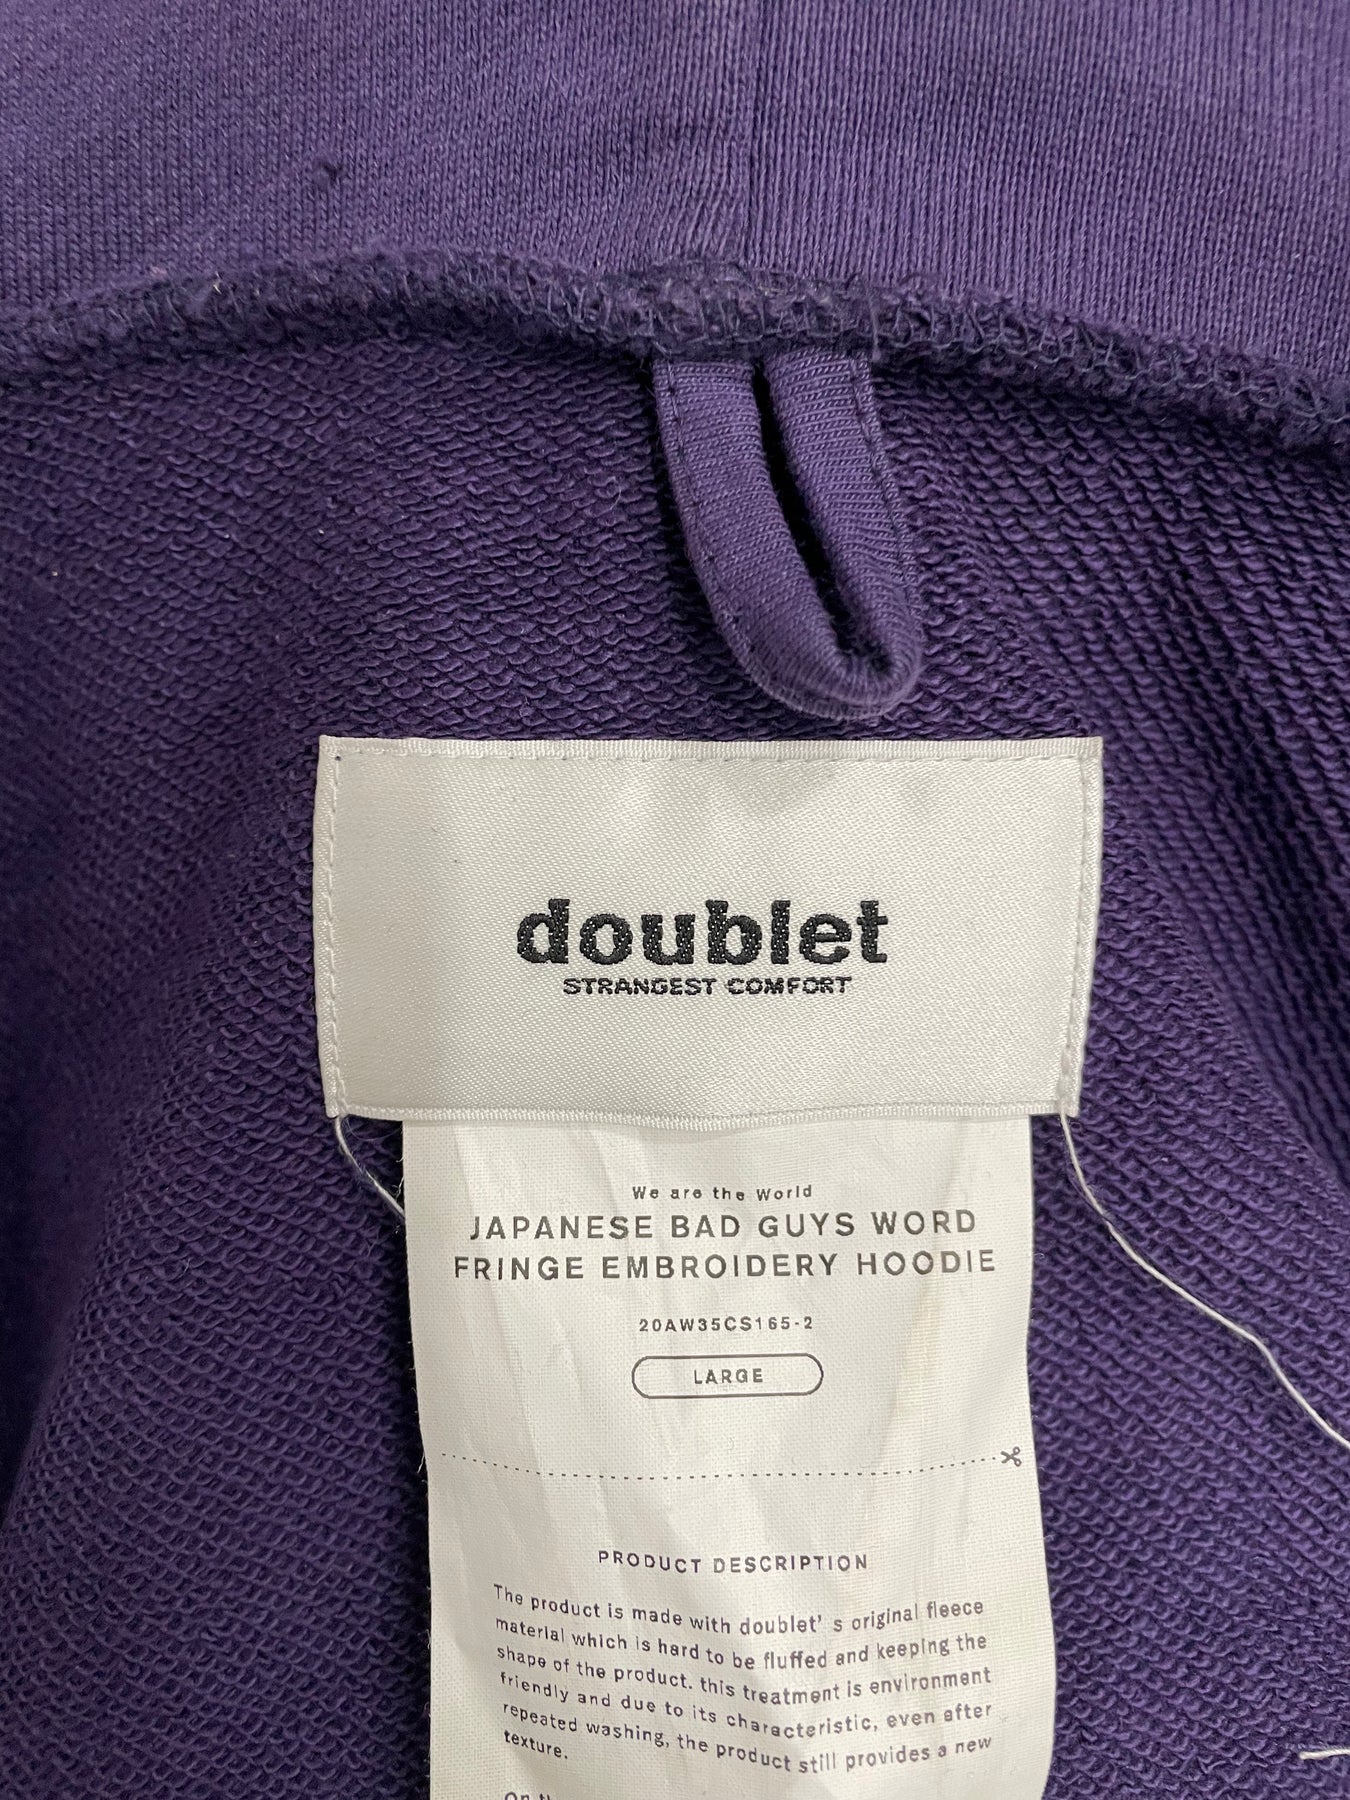 doublet
STRANGEST COMFORT
We are the World
JAPANESE BAD GUYS WORD
FRINGE EMBROIDERY HOODIE
20AW35CS165-2
LARGE
PRODUCT DESCRIPTION
The product is made with doublet' s original fleece
material which is hard to be fluffed and keeping the
shape of the product. this treatment is environment
friendly and due to its characteristic, even after
repeated washing, the product still provides a new
texture.